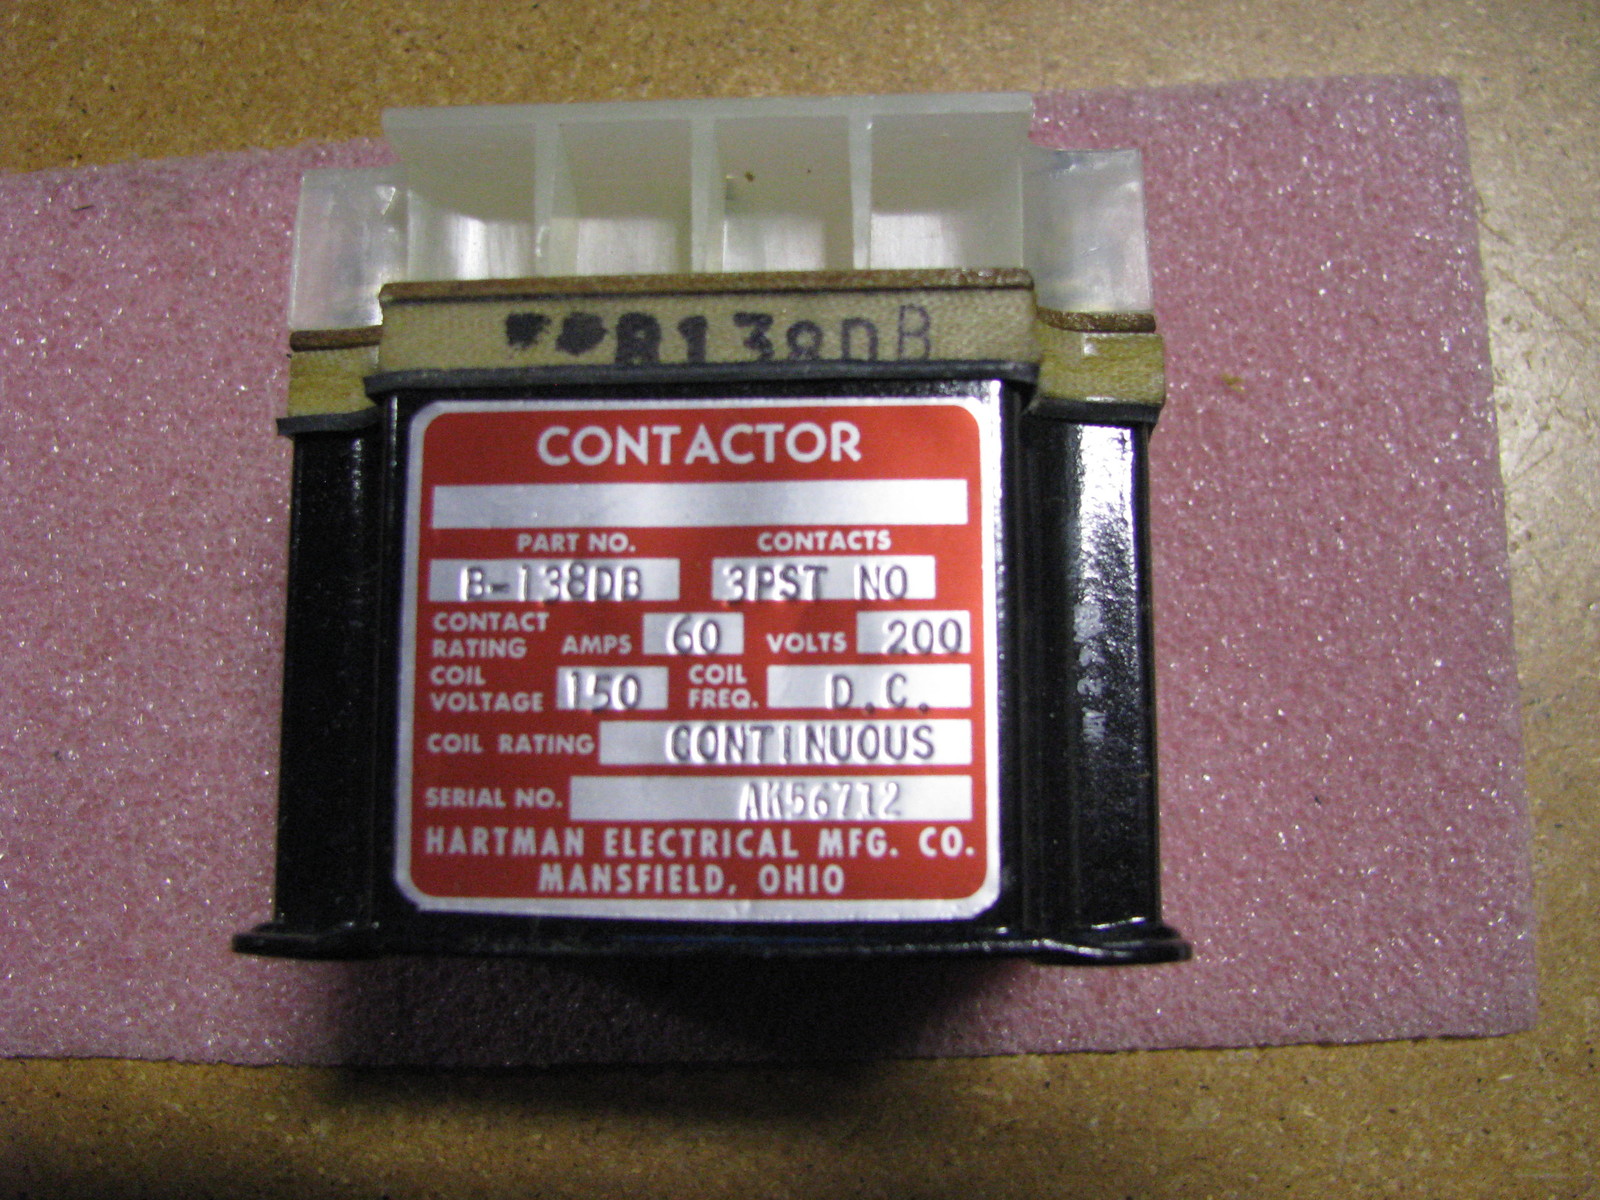 B138DB
CONTACTOR
PART NO. CONTACTS
B-138DB 3PST NO
CONTACT RATING AMPS 60 VOLTS 200
COIL VOLTAGE 150 COIL FREQ. D.C.
COIL RATING CONTINUOUS
SERIAL NO. AK56712
HARTMAN ELECTRICAL MFG. CO.
MANSFIELD, OHIO